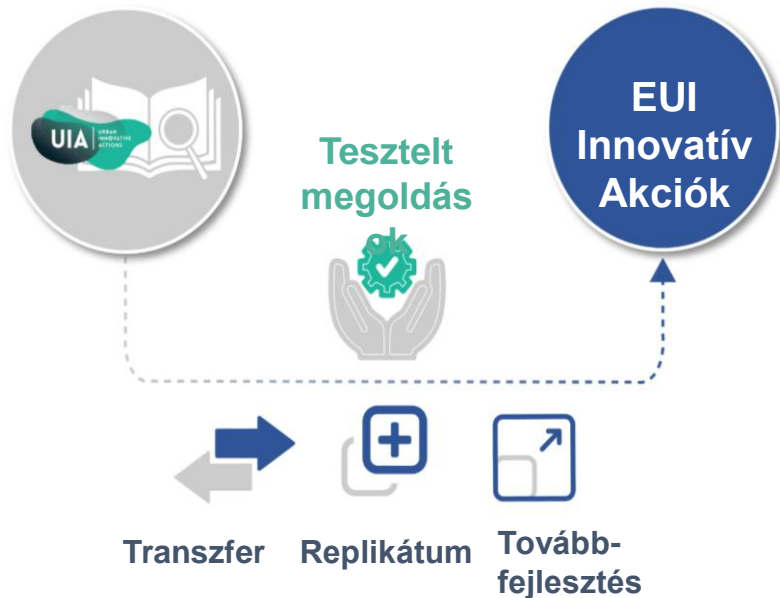 UIA
URBAN
INNOVATIVE
ACTIONS
Tesztelt
megoldás
ok
EUI
Innovatív
Akciók
Transzfer
Replikátum
Tovább-
fejlesztés